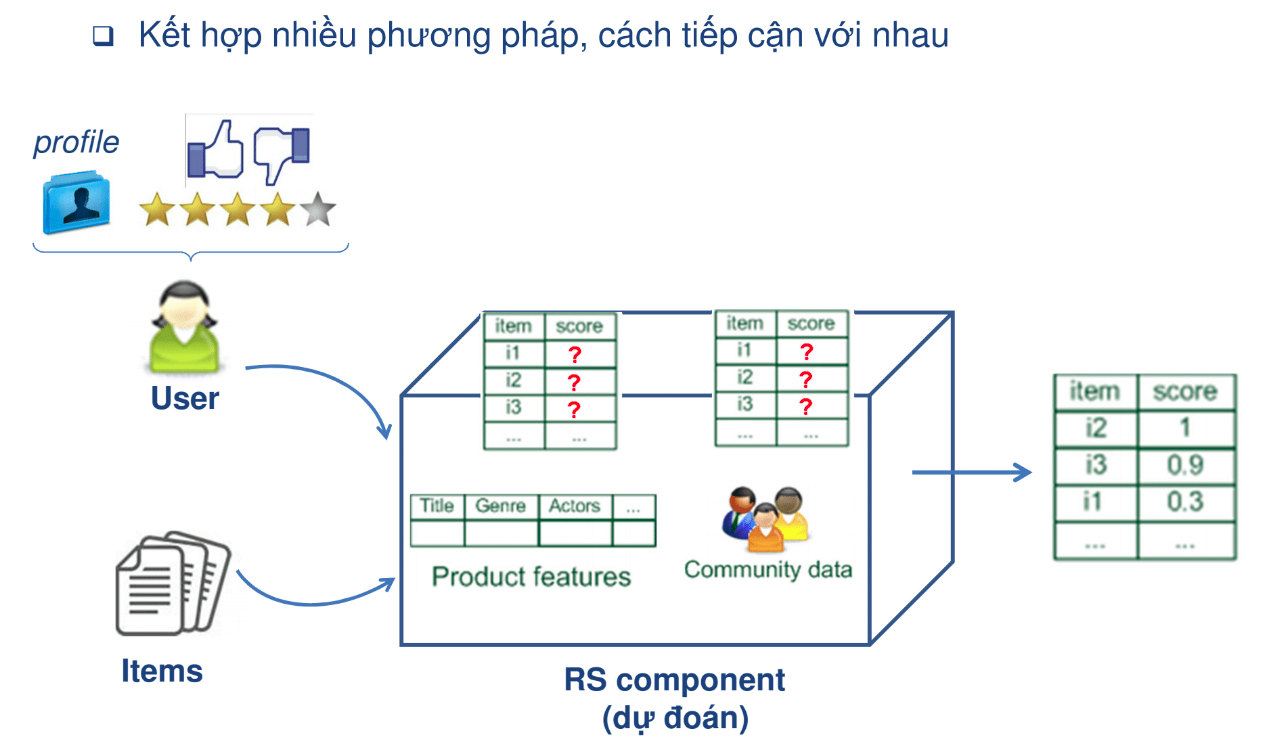 Kết hợp nhiều phương pháp, cách tiếp cận với nhau
profile
User
Items
item score
i1 ?
i2 ?
i3 ?
... ...
item score
i1 ?
i2 ?
i3 ?
... ...
Title Genre Actors ...
Product features
Community data
RS component
(dự đoán)
item score
i2 1
i3 0.9
i1 0.3
... ...